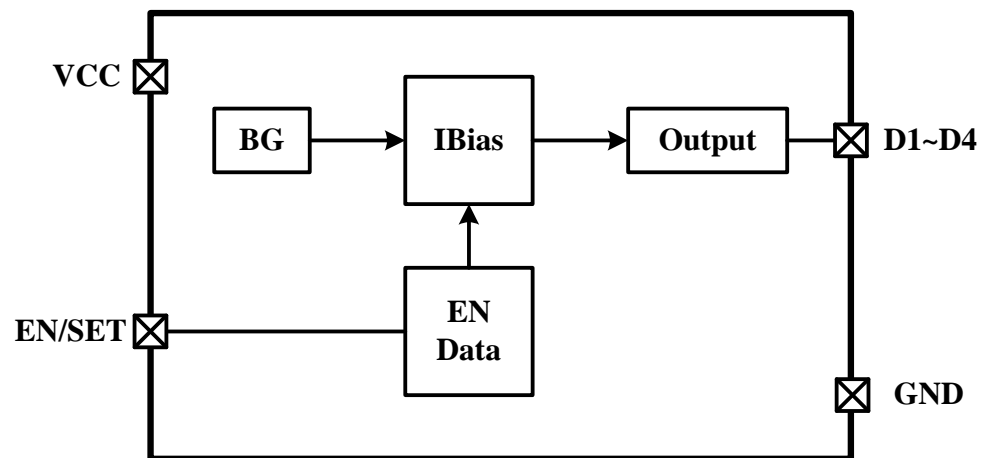 VCC
BG
IBias
Output
D1~D4
EN/SET
EN
Data
GND